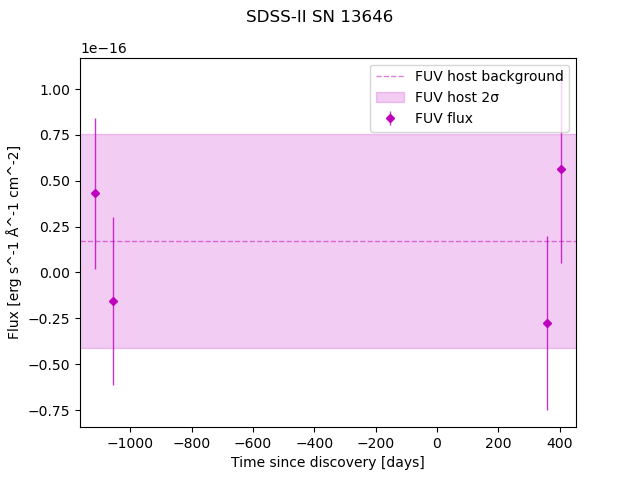 SDSS-II SN 13646
1e−16
FUV host background
FUV host 2σ
FUV flux
1.00
0.75
0.50
0.25
0.00
−0.25
−0.50
−0.75
Flux [erg s^-1 Å^-1 cm^-2]
−1000 −800 −600 −400 −200 0 200 400
Time since discovery [days]